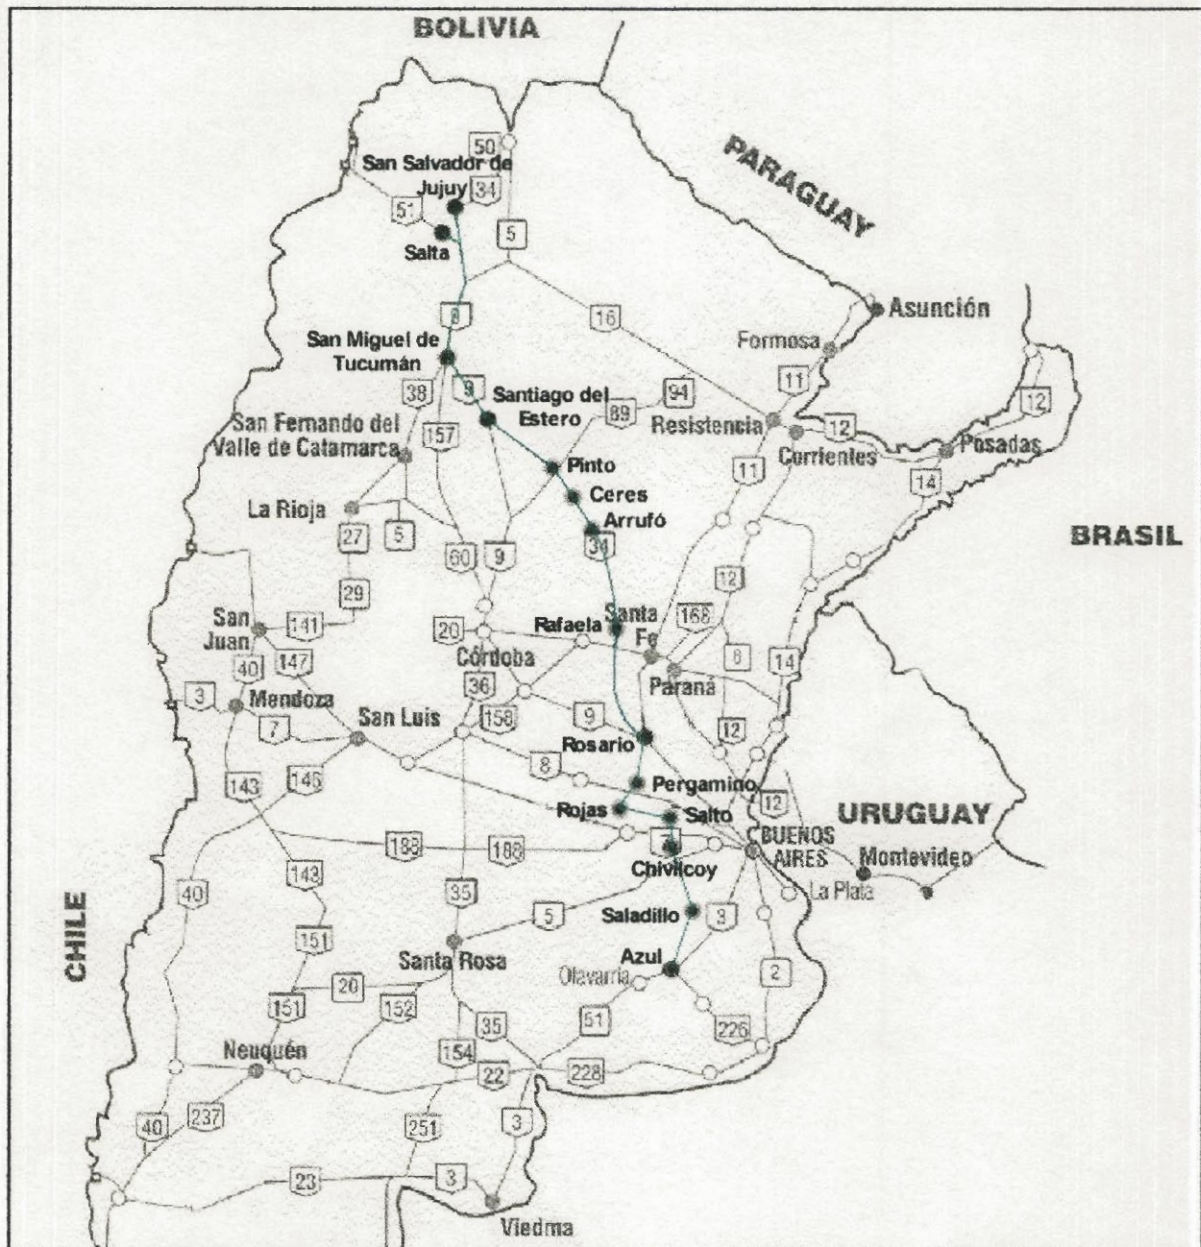 BOLIVIA
PARAGUAY
50
San Salvador de
Jujuy
34
51
5
Salta
Asunción
8
16
San Miguel de
Tucumán
Formosa
11
9
38
Santiago del
Estero
94
89
12
San Fernando del
Valle de Catamarca
157
Resistencia
12
Corrientes
Posadas
Pinto
11
14
Ceres
La Rioja
Arrufó
27
5
34
BRASIL
60
9
12
29
San
Juan
141
Rafaela
Santa
Fe
168
20
Córdoba
40
147
6
14
Paraná
36
3
Mendoza
San Luis
158
9
7
12
Rosario
8
146
143
Pergamino
12
Rojas
Salto
URUGUAY
188
188
7
BUENOS
AIRES
Montevideo
Chivilcoy
143
La Plata
40
35
5
Saladillo
3
CHILE
151
Azul
Santa Rosa
Olavarría
2
20
151
152
51
35
226
Neuquén
154
22
228
40
237
251
3
23
3
Viedma